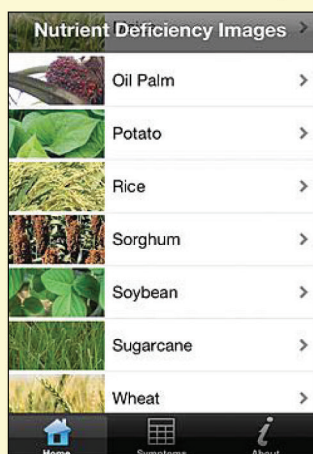 Nutrient Deficiency Images
Oil Palm
Potato
Rice
Sorghum
Soybean
Sugarcane
Wheat
Home
Symptoms
About